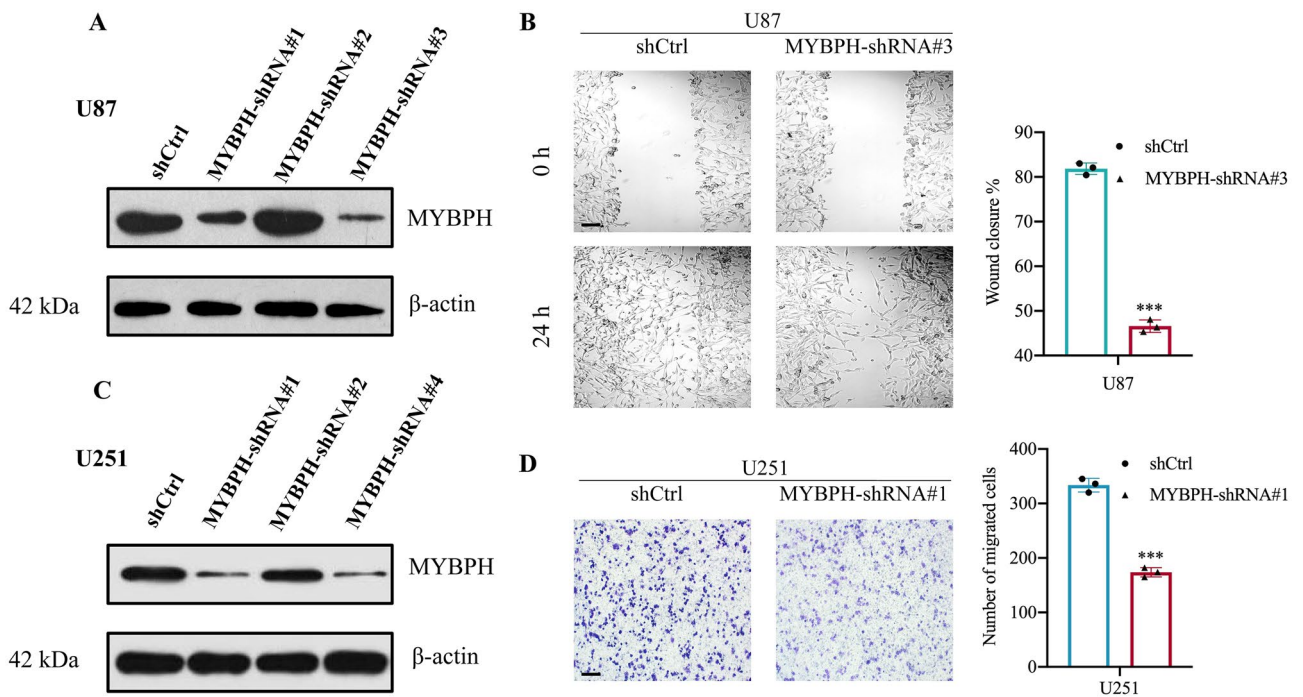 A
U87
shCtrl
MYBPH-shRNA#1
MYBPH-shRNA#2
MYBPH-shRNA#3
MYBPH
42 kDa
β-actin
B
U87
shCtrl
MYBPH-shRNA#3
0 h
24 h
Wound closure %
90
80
70
60
50
40
shCtrl
MYBPH-shRNA#3
***
U87
C
U251
shCtrl
MYBPH-shRNA#1
MYBPH-shRNA#2
MYBPH-shRNA#4
MYBPH
42 kDa
β-actin
D
U251
shCtrl
MYBPH-shRNA#1
Number of migrated cells
400
300
200
100
0
shCtrl
MYBPH-shRNA#1
***
U251